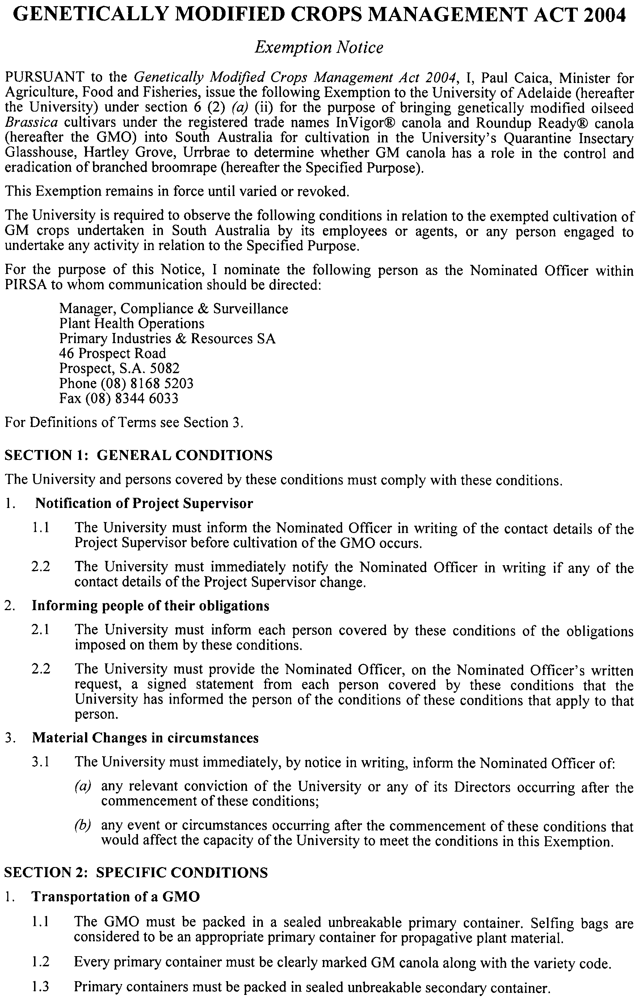 GENETICALLY MODIFIED CROPS MANAGEMENT ACT 2004
Exemption Notice
PURSUANT to the Genetically Modified Crops Management Act 2004, I, Paul Caica, Minister for
Agriculture, Food and Fisheries, issue the following Exemption to the University of Adelaide (hereafter
the University) under section 6 (2) (a) (ii) for the purpose of bringing genetically modified oilseed
Brassica cultivars under the registered trade names InVigor® canola and Roundup Ready® canola
(hereafter the GMO) into South Australia for cultivation in the University's Quarantine Insectary
Glasshouse, Hartley Grove, Urrbrae to determine whether GM canola has a role in the control and
eradication of branched broomrape (hereafter the Specified Purpose).
This Exemption remains in force until varied or revoked.
The University is required to observe the following conditions in relation to the exempted cultivation of
GM crops undertaken in South Australia by its employees or agents, or any person engaged to
undertake any activity in relation to the Specified Purpose.
For the purpose of this Notice, I nominate the following person as the Nominated Officer within
PIRSA to whom communication should be directed:
Manager, Compliance & Surveillance
Plant Health Operations
Primary Industries & Resources SA
46 Prospect Road
Prospect, S.A. 5082
Phone (08) 8168 5203
Fax (08) 8344 6033
For Definitions of Terms see Section 3.
SECTION 1: GENERAL CONDITIONS
The University and persons covered by these conditions must comply with these conditions.
1. Notification of Project Supervisor
1.1 The University must inform the Nominated Officer in writing of the contact details of the
Project Supervisor before cultivation of the GMO occurs.
2.2 The University must immediately notify the Nominated Officer in writing if any of the
contact details of the Project Supervisor change.
2. Informing people of their obligations
2.1 The University must inform each person covered by these conditions of the obligations
imposed on them by these conditions.
2.2 The University must provide the Nominated Officer, on the Nominated Officer's written
request, a signed statement from each person covered by these conditions that the
University has informed the person of the conditions of these conditions that apply to that
person.
3. Material Changes in circumstances
3.1 The University must immediately, by notice in writing, inform the Nominated Officer of:
(a) any relevant conviction of the University or any of its Directors occurring after the
commencement of these conditions;
(b) any event or circumstances occurring after the commencement of these conditions that
would affect the capacity of the University to meet the conditions in this Exemption.
SECTION 2: SPECIFIC CONDITIONS
1. Transportation of a GMO
1.1 The GMO must be packed in a sealed unbreakable primary container. Selfing bags are
considered to be an appropriate primary container for propagative plant material.
1.2 Every primary container must be clearly marked GM canola along with the variety code.
1.3 Primary containers must be packed in sealed unbreakable secondary container.